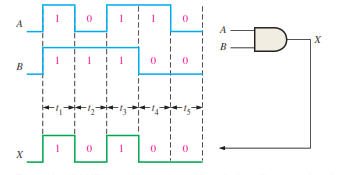 A 1 0 1 1 0
B 1 1 1 0 0
t1 t2 t3 t4 t5
X 1 0 1 0 0
A
B
X